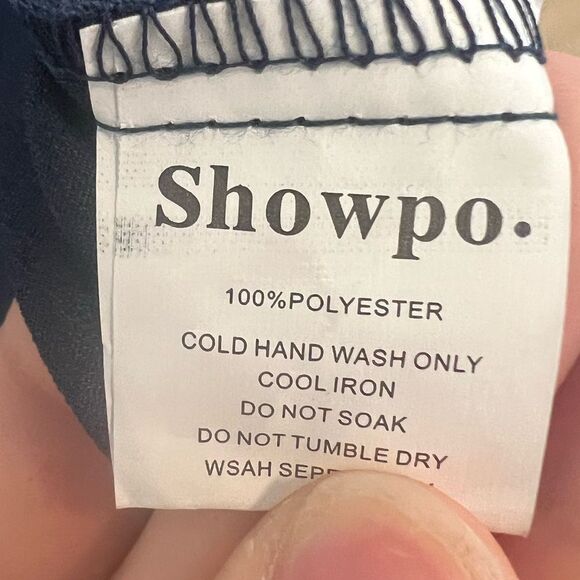 Showpo.
100%POLYESTER
COLD HAND WASH ONLY
COOL IRON
DO NOT SOAK
DO NOT TUMBLE DRY
WSAH